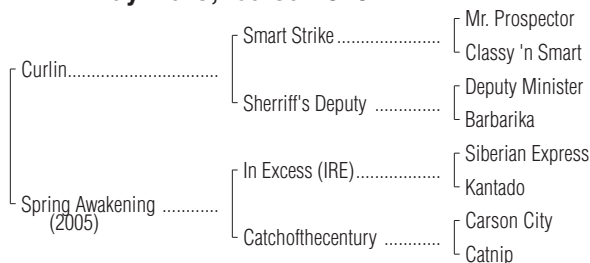 Mr. Prospector
Smart Strike ....................
Classy 'n Smart
Curlin.............................
Deputy Minister
Sherriff's Deputy .............
Barbarika
Siberian Express
In Excess (IRE)................
Kantado
Spring Awakening ...........
(2005)
Carson City
Catchofthecentury ...........
Catnip